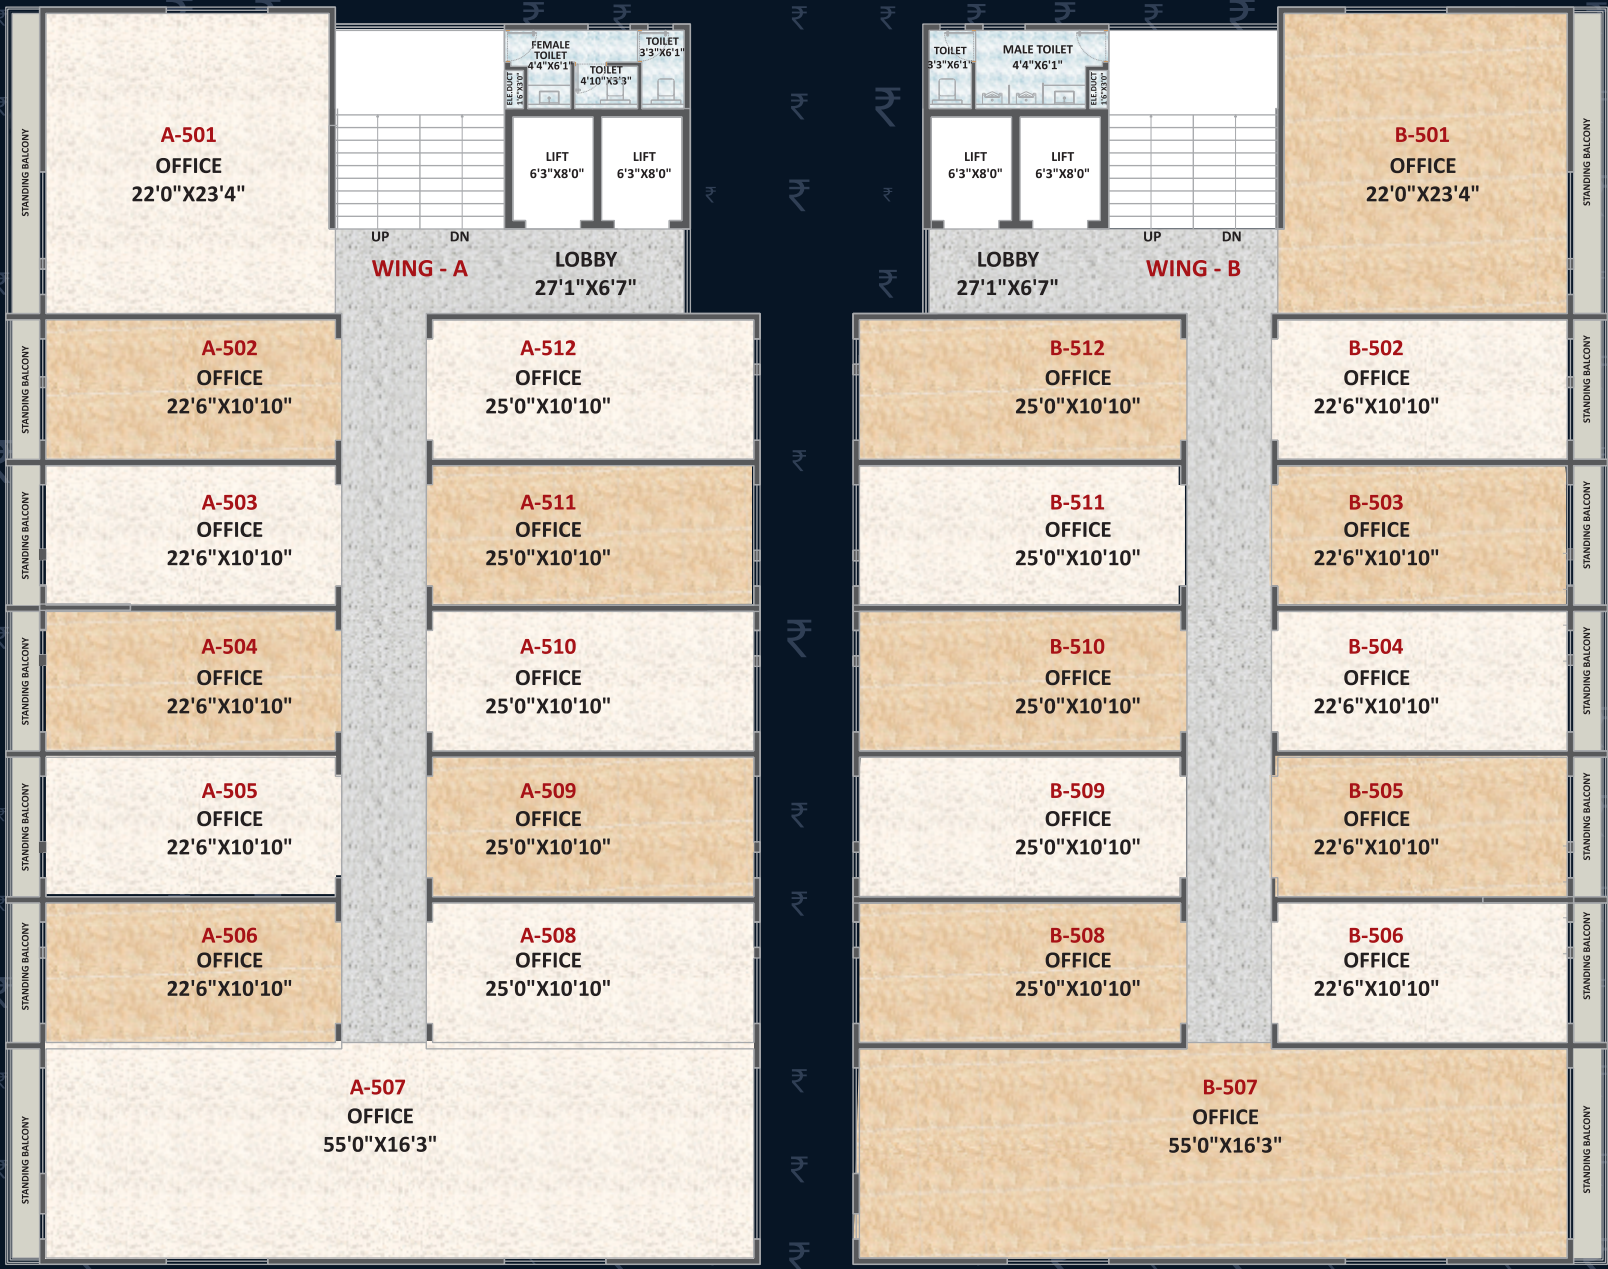 FEMALE
TOILET
4'4"X6'1"
TOILET
3'3"X6'1"
TOILET
4'10"X3'3"
ELE.DUCT
1'6"X3'0"
LIFT
6'3"X8'0"
LIFT
6'3"X8'0"
UP
DN
WING - A
LOBBY
27'1"X6'7"
A-501
OFFICE
22'0"X23'4"
STANDING BALCONY
A-502
OFFICE
22'6"X10'10"
STANDING BALCONY
A-512
OFFICE
25'0"X10'10"
A-503
OFFICE
22'6"X10'10"
STANDING BALCONY
A-511
OFFICE
25'0"X10'10"
A-504
OFFICE
22'6"X10'10"
STANDING BALCONY
A-510
OFFICE
25'0"X10'10"
A-505
OFFICE
22'6"X10'10"
STANDING BALCONY
A-509
OFFICE
25'0"X10'10"
A-506
OFFICE
22'6"X10'10"
STANDING BALCONY
A-508
OFFICE
25'0"X10'10"
A-507
OFFICE
55'0"X16'3"
STANDING BALCONY
TOILET
3'3"X6'1"
MALE TOILET
4'4"X6'1"
ELE.DUCT
1'6"X3'0"
LIFT
6'3"X8'0"
LIFT
6'3"X8'0"
UP
DN
LOBBY
27'1"X6'7"
WING - B
B-501
OFFICE
22'0"X23'4"
STANDING BALCONY
B-512
OFFICE
25'0"X10'10"
B-502
OFFICE
22'6"X10'10"
STANDING BALCONY
B-511
OFFICE
25'0"X10'10"
B-503
OFFICE
22'6"X10'10"
STANDING BALCONY
B-510
OFFICE
25'0"X10'10"
B-504
OFFICE
22'6"X10'10"
STANDING BALCONY
B-509
OFFICE
25'0"X10'10"
B-505
OFFICE
22'6"X10'10"
STANDING BALCONY
B-508
OFFICE
25'0"X10'10"
B-506
OFFICE
22'6"X10'10"
STANDING BALCONY
B-507
OFFICE
55'0"X16'3"
STANDING BALCONY